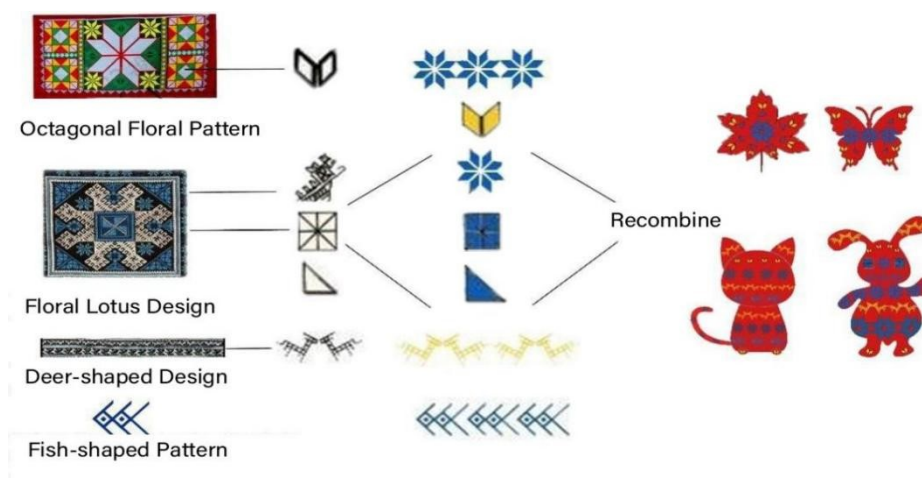 Octagonal Floral Pattern
Floral Lotus Design
Deer-shaped Design
Fish-shaped Pattern
Recombine